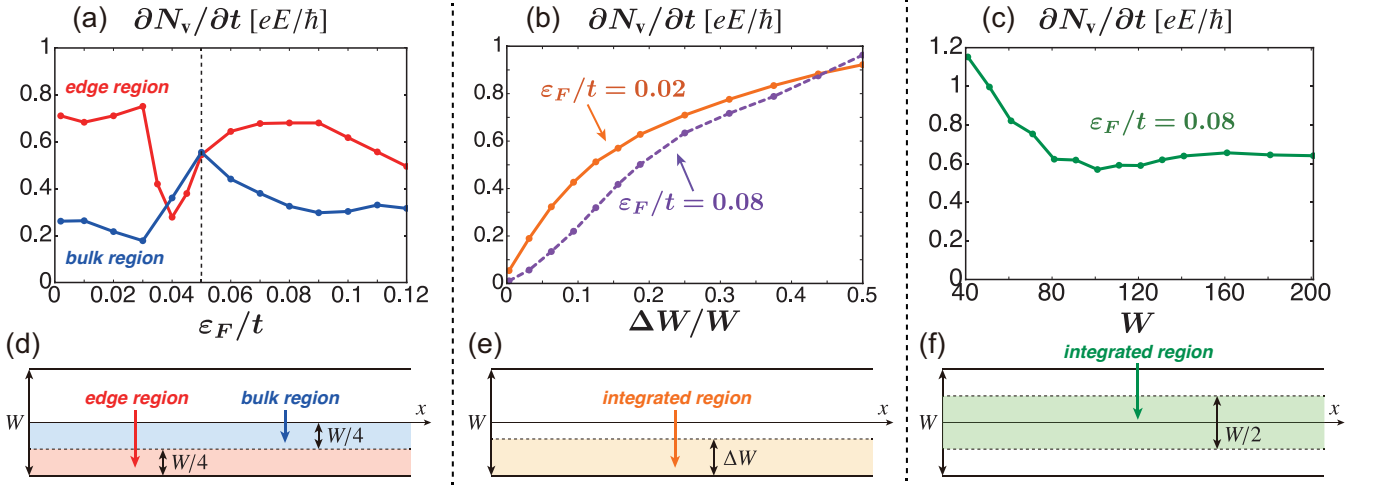 (a) ∂Nᵥ/∂t [eE/ħ]
1
0.8
0.6
0.4
0.2
0
edge region
bulk region
0 0.02 0.04 0.06 0.08 0.1 0.12
ε_F/t
(b) ∂Nᵥ/∂t [eE/ħ]
1
0.8
0.6
0.4
0.2
0
ε_F/t = 0.02
ε_F/t = 0.08
0 0.1 0.2 0.3 0.4 0.5
ΔW/W
(c) ∂Nᵥ/∂t [eE/ħ]
1.2
1
0.8
0.6
0.4
0.2
0
ε_F/t = 0.08
40 80 120 160 200
W
(d)
edge region
bulk region
x
W
W/4
W/4
(e)
integrated region
x
W
ΔW
(f)
integrated region
x
W
W/2